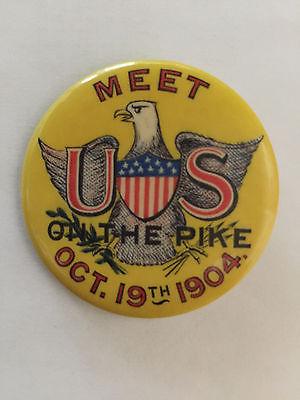 MEET
US
ON THE PIKE
OCT. 19TH 1904.